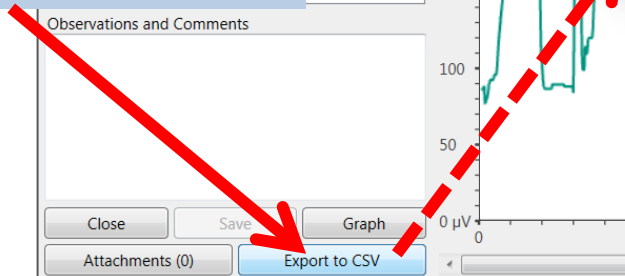 Observations and Comments
100
50
0 µV
0
Close
Save
Graph
Attachments (0)
Export to CSV